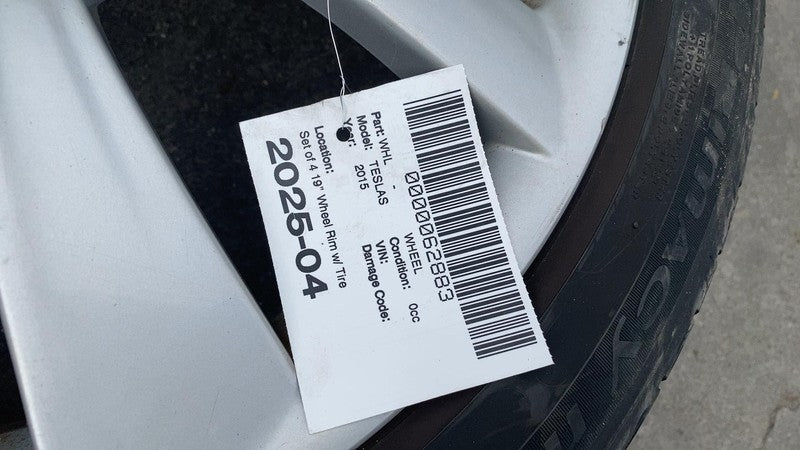 0000062883
Part: WHL - WHEEL
Model: TESLAS Condition: 0cc
Year: 2015 VIN:
Damage Code:
Location:
Set of 4 19" Wheel Rim w/ Tire
2025-04